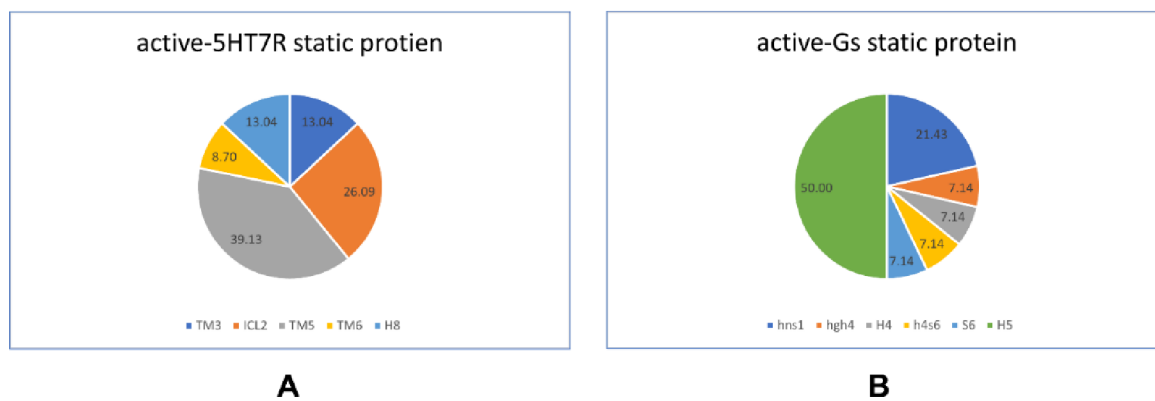 active-5HT7R static protien
13.04
13.04
8.70
26.09
39.13
TM3 ICL2 TM5 TM6 H8
A
active-Gs static protein
21.43
50.00
7.14
7.14
7.14
7.14
hns1 hgh4 H4 h4s6 S6 H5
B